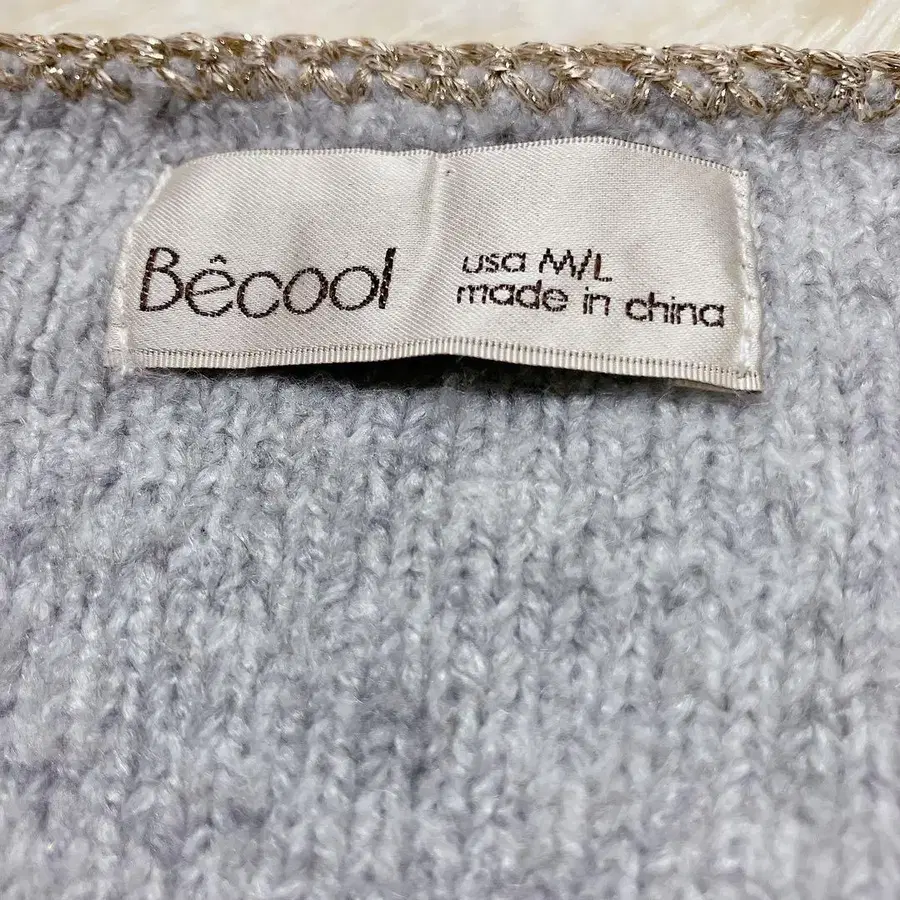 Bêcool
usa M/L
made in china